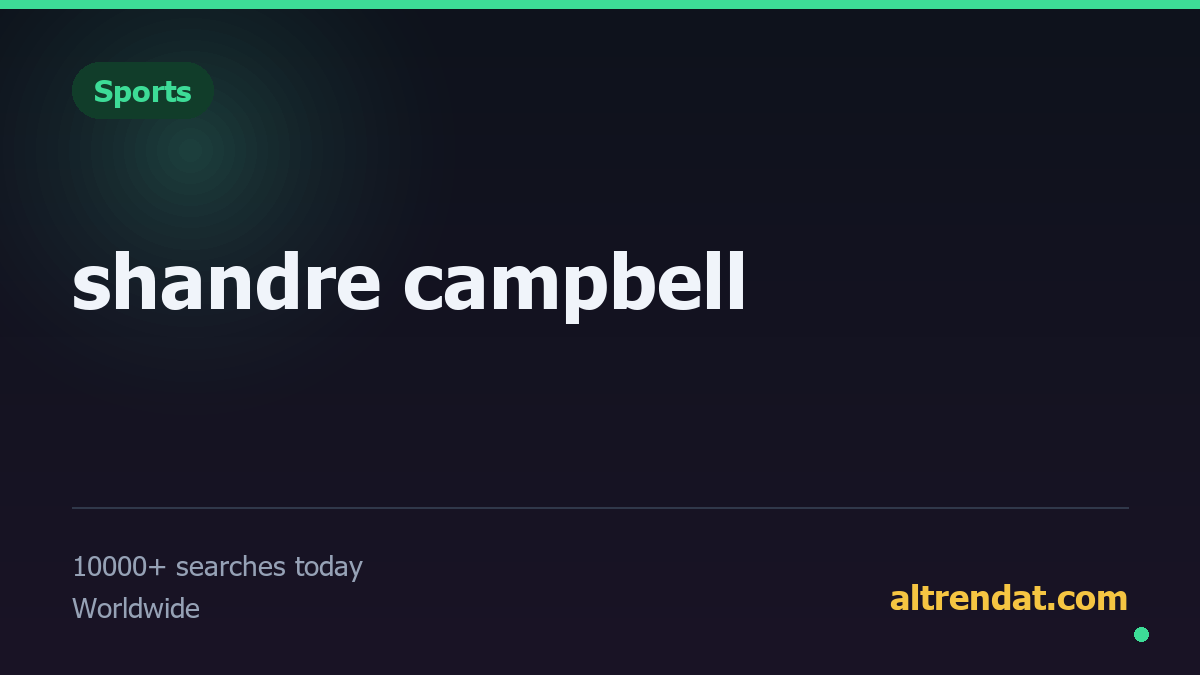 Sports
shandre campbell
10000+ searches today
Worldwide
altrendat.com